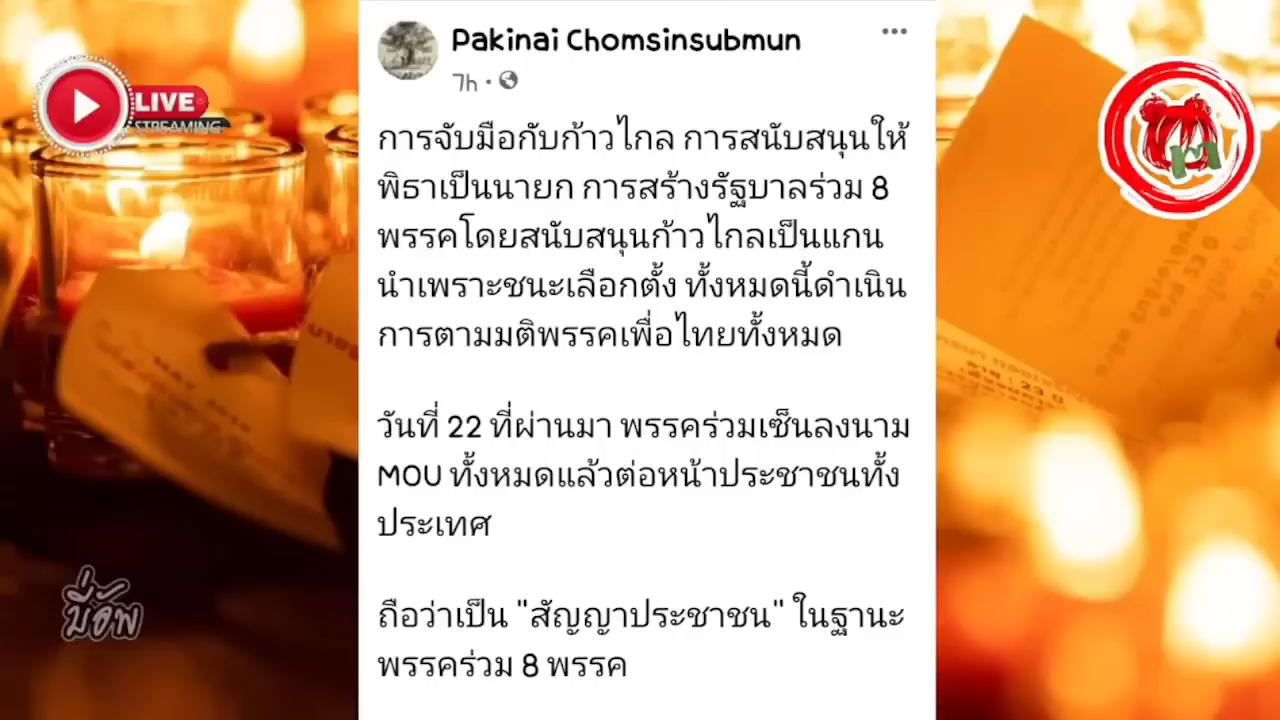 LIVE
STREAMING
Pakinai Chomsinsubmun
7h
การจับมือกับก้าวไกล การสนับสนุนให้
พิธาเป็นนายก การสร้างรัฐบาลร่วม 8
พรรคโดยสนับสนุนก้าวไกลเป็นแกน
นำเพราะชนะเลือกตั้ง ทั้งหมดนี้ดำเนิน
การตามมติพรรคเพื่อไทยทั้งหมด
วันที่ 22 ที่ผ่านมา พรรคร่วมเซ็นลงนาม
MOU ทั้งหมดแล้วต่อหน้าประชาชนทั้ง
ประเทศ
ถือว่าเป็น "สัญญาประชาชน" ในฐานะ
พรรคร่วม 8 พรรค
มี่อัพ